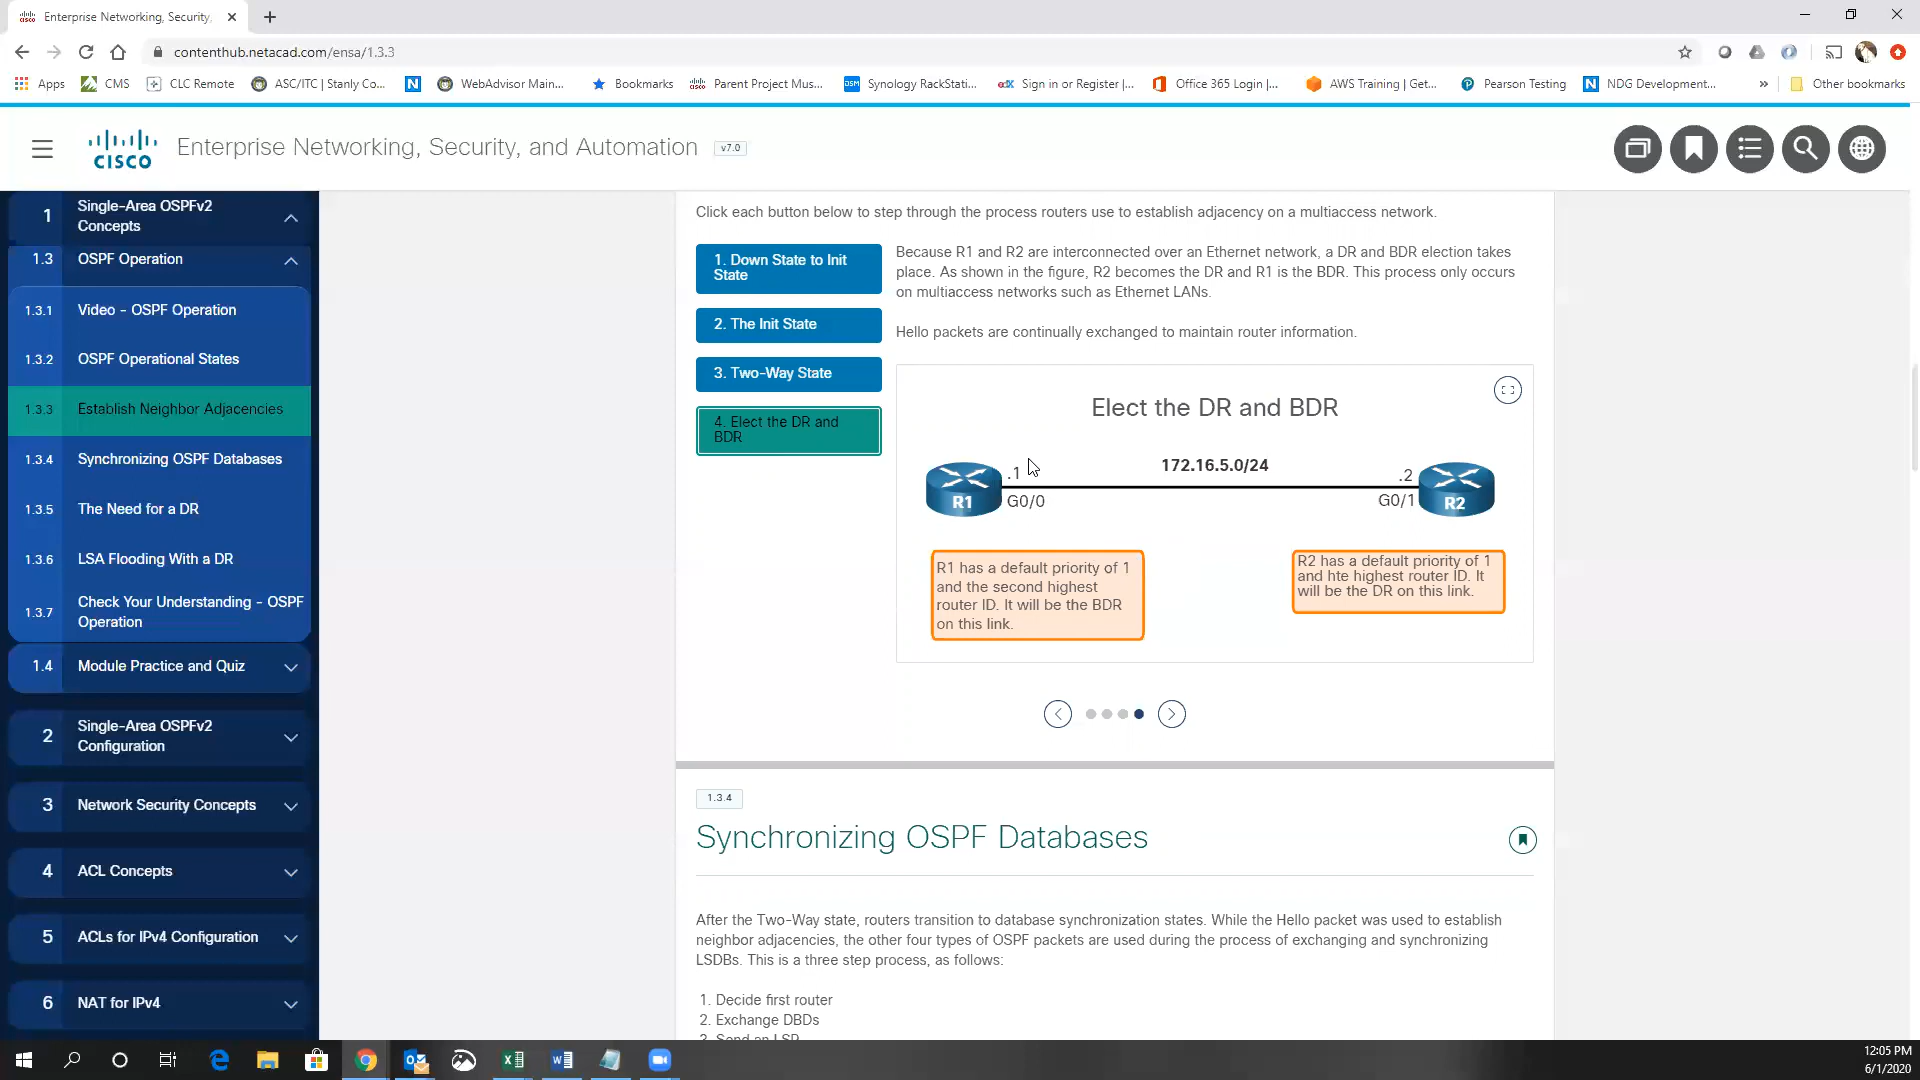 Enterprise Networking, Security,
contenthub.netacad.com/ensa/1.3.3
Apps
CMS
CLC Remote
ASC/ITC | Stanly Co...
WebAdvisor Main...
Bookmarks
Parent Project Mus...
Synology RackStati...
Sign in or Register |...
Office 365 Login |...
AWS Training | Get...
Pearson Testing
NDG Development...
»
Other bookmarks
CISCO
Enterprise Networking, Security, and Automation
v7.0
1
Single-Area OSPFv2
Concepts
1.3 OSPF Operation
1.3.1 Video - OSPF Operation
1.3.2 OSPF Operational States
1.3.3 Establish Neighbor Adjacencies
1.3.4 Synchronizing OSPF Databases
1.3.5 The Need for a DR
1.3.6 LSA Flooding With a DR
1.3.7
Check Your Understanding - OSPF
Operation
1.4 Module Practice and Quiz
2
Single-Area OSPFv2
Configuration
3 Network Security Concepts
4 ACL Concepts
5 ACLs for IPv4 Configuration
6 NAT for IPv4
Click each button below to step through the process routers use to establish adjacency on a multiaccess network.
1. Down State to Init
State
2. The Init State
3. Two-Way State
4. Elect the DR and
BDR
Because R1 and R2 are interconnected over an Ethernet network, a DR and BDR election takes
place. As shown in the figure, R2 becomes the DR and R1 is the BDR. This process only occurs
on multiaccess networks such as Ethernet LANs.
Hello packets are continually exchanged to maintain router information.
Elect the DR and BDR
172.16.5.0/24
.1
.2
R1
G0/0
G0/1
R2
R1 has a default priority of 1
and the second highest
router ID. It will be the BDR
on this link.
R2 has a default priority of 1
and hte highest router ID. It
will be the DR on this link.
1.3.4
Synchronizing OSPF Databases
After the Two-Way state, routers transition to database synchronization states. While the Hello packet was used to establish
neighbor adjacencies, the other four types of OSPF packets are used during the process of exchanging and synchronizing
LSDBs. This is a three step process, as follows:
1. Decide first router
2. Exchange DBDs
3. Send an LSR
12:05 PM
6/1/2020